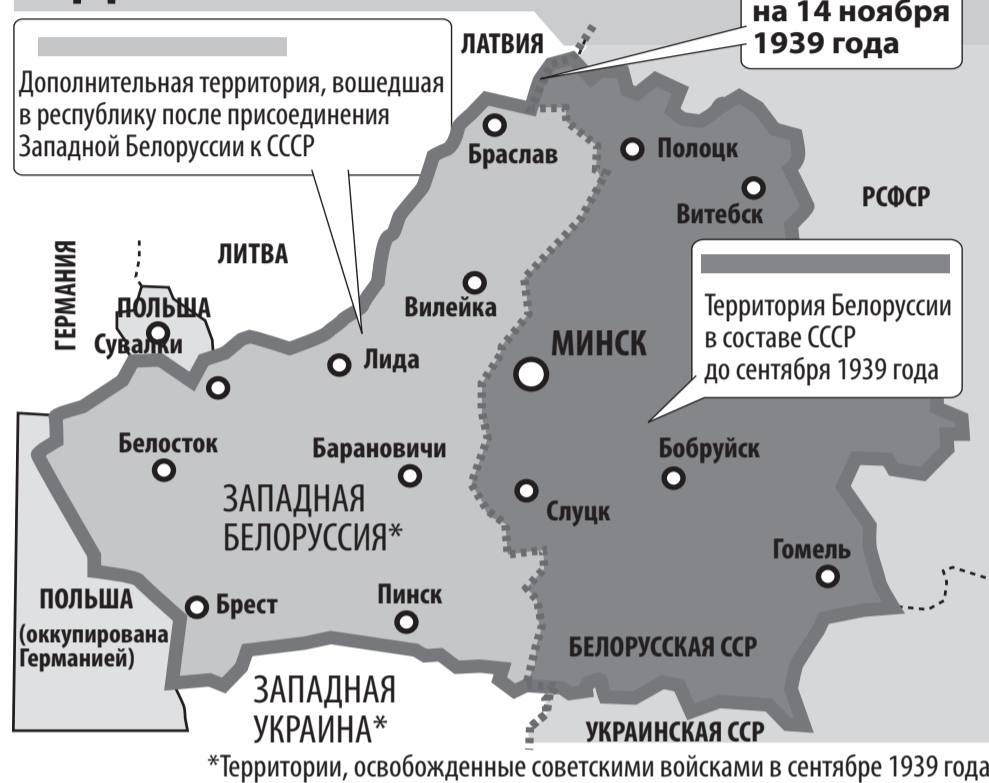 на 14 ноября
1939 года
ЛАТВИЯ
Дополнительная территория, вошедшая
в республику после присоединения
Западной Белоруссии к СССР
Браслав
Полоцк
Витебск
РСФСР
ГЕРМАНИЯ
ЛИТВА
ПОЛЬША
Сувалки
Вилейка
МИНСК
Территория Белоруссии
в составе СССР
до сентября 1939 года
Лида
Белосток
Барановичи
Бобруйск
ЗАПАДНАЯ
БЕЛОРУССИЯ*
Слуцк
Гомель
ПОЛЬША
(оккупирована
Германией)
Брест
Пинск
БЕЛОРУССКАЯ ССР
ЗАПАДНАЯ
УКРАИНА*
УКРАИНСКАЯ ССР
*Территории, освобожденные советскими войсками в сентябре 1939 года